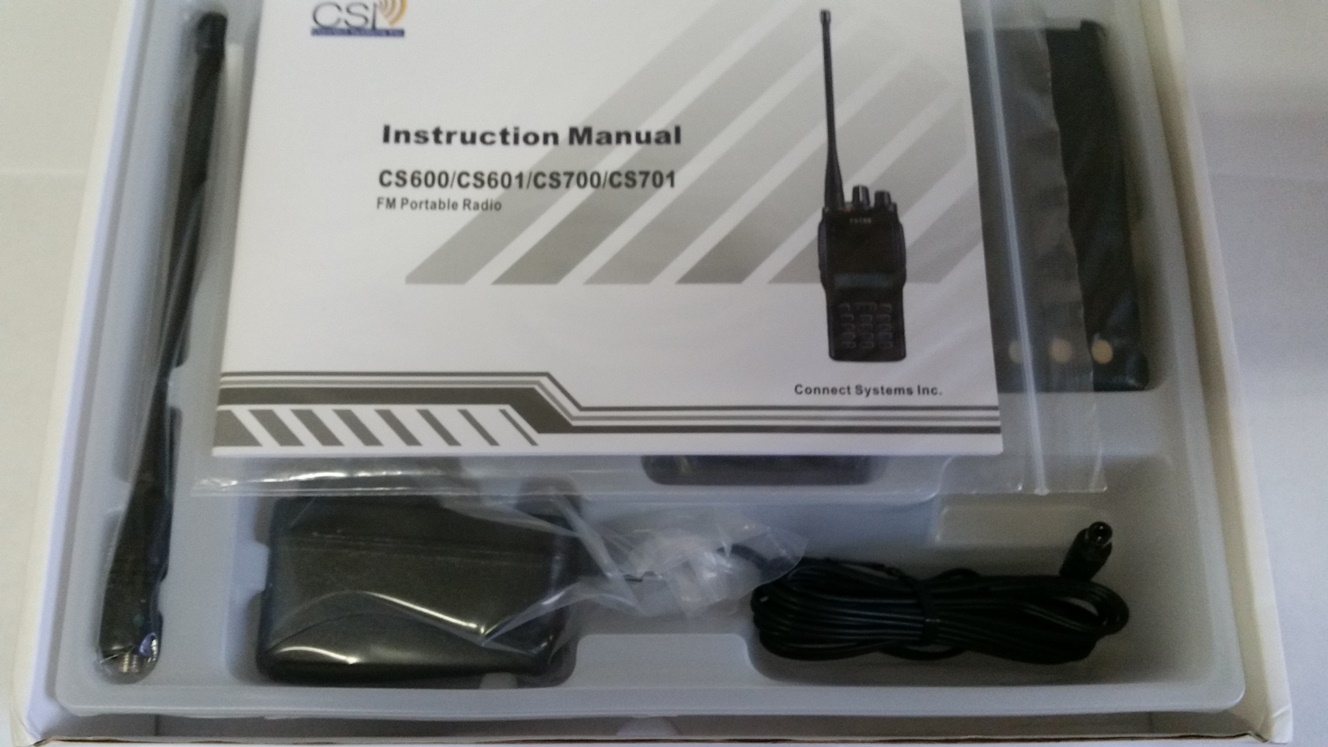 CSI
Instruction Manual
CS600/CS601/CS700/CS701
FM Portable Radio
Connect Systems Inc.